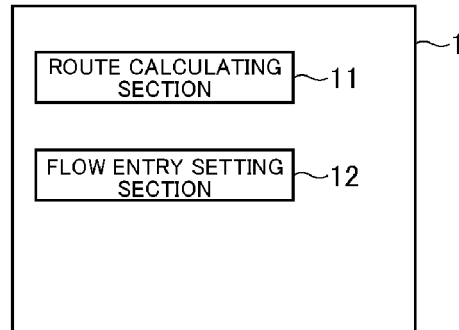 1
ROUTE CALCULATING
SECTION
11
FLOW ENTRY SETTING
SECTION
12